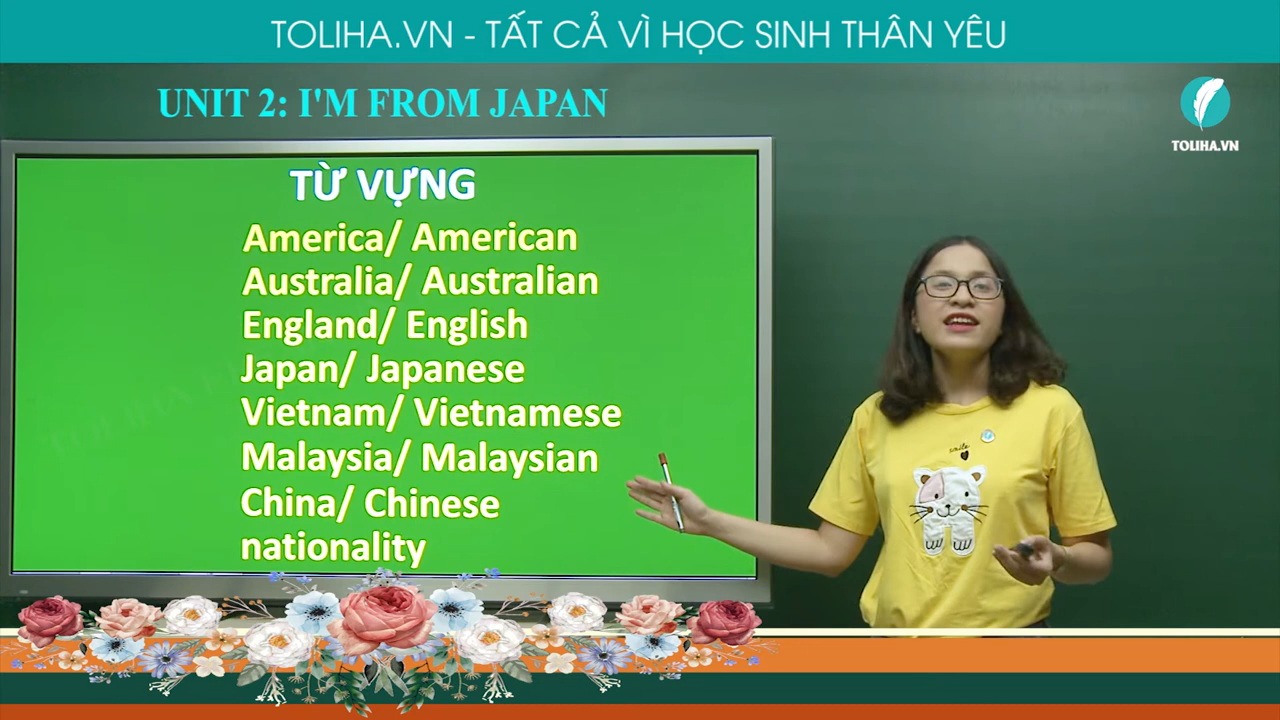 TOLIHA.VN - TẤT CẢ VÌ HỌC SINH THÂN YÊU
UNIT 2: I'M FROM JAPAN
TOLIHA.VN
TỪ VỰNG
America/ American
Australia/ Australian
England/ English
Japan/ Japanese
Vietnam/ Vietnamese
Malaysia/ Malaysian
China/ Chinese
nationality
smile